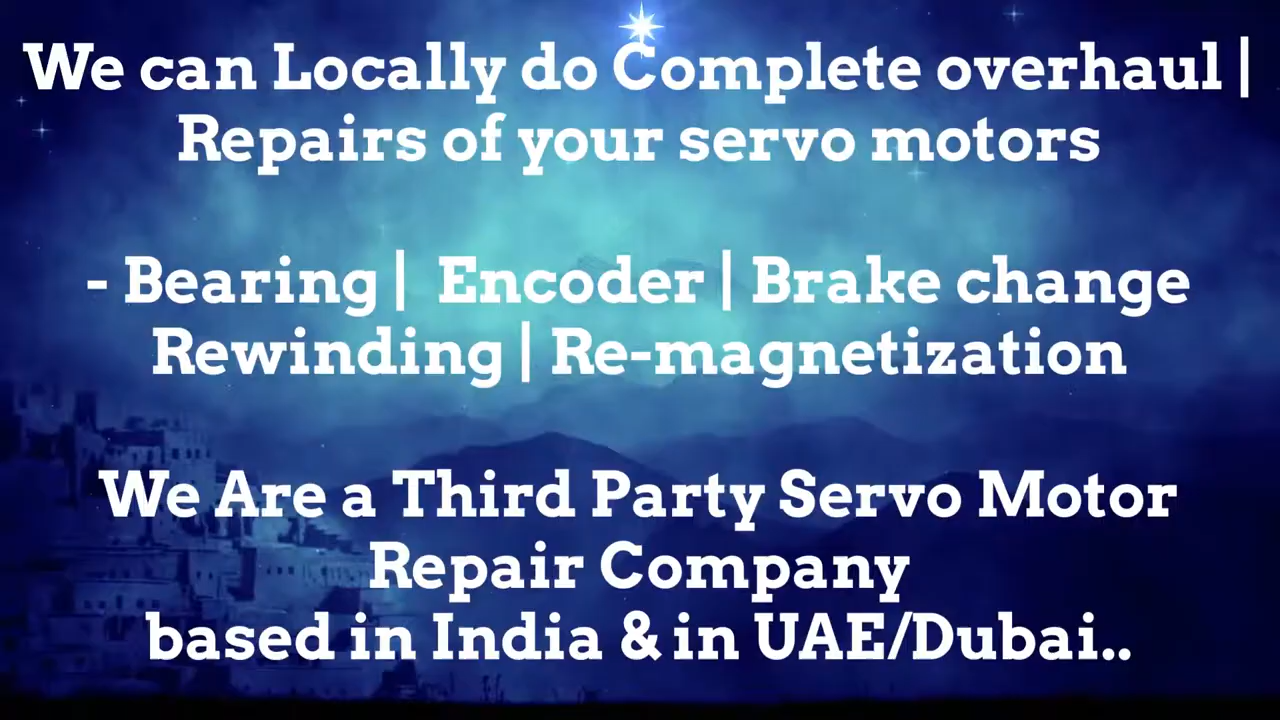 We can Locally do Complete overhaul |
Repairs of your servo motors
- Bearing | Encoder | Brake change
Rewinding | Re-magnetization
We Are a Third Party Servo Motor
Repair Company
based in India & in UAE/Dubai..